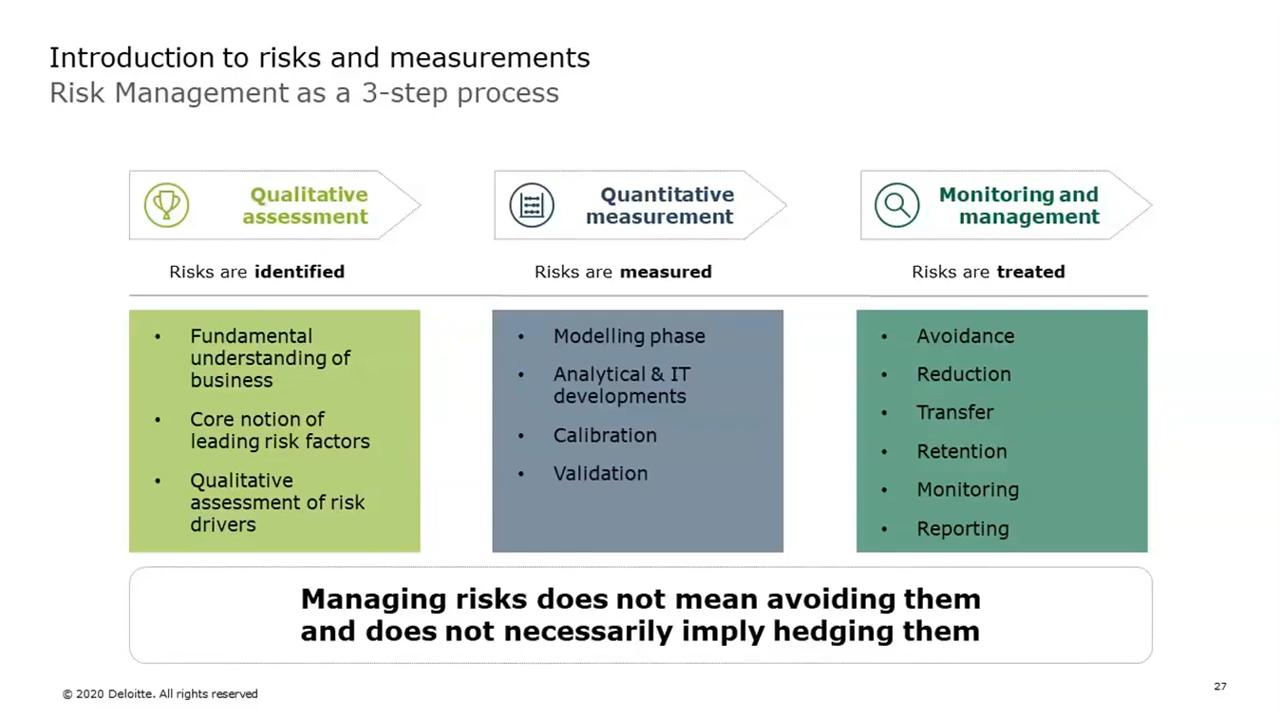 Introduction to risks and measurements
Risk Management as a 3-step process
Qualitative
assessment
Risks are identified
• Fundamental
understanding of
business
• Core notion of
leading risk factors
• Qualitative
assessment of risk
drivers
Quantitative
measurement
Risks are measured
• Modelling phase
• Analytical & IT
developments
• Calibration
• Validation
Monitoring and
management
Risks are treated
• Avoidance
• Reduction
• Transfer
• Retention
• Monitoring
• Reporting
Managing risks does not mean avoiding them
and does not necessarily imply hedging them
© 2020 Deloitte. All rights reserved
27